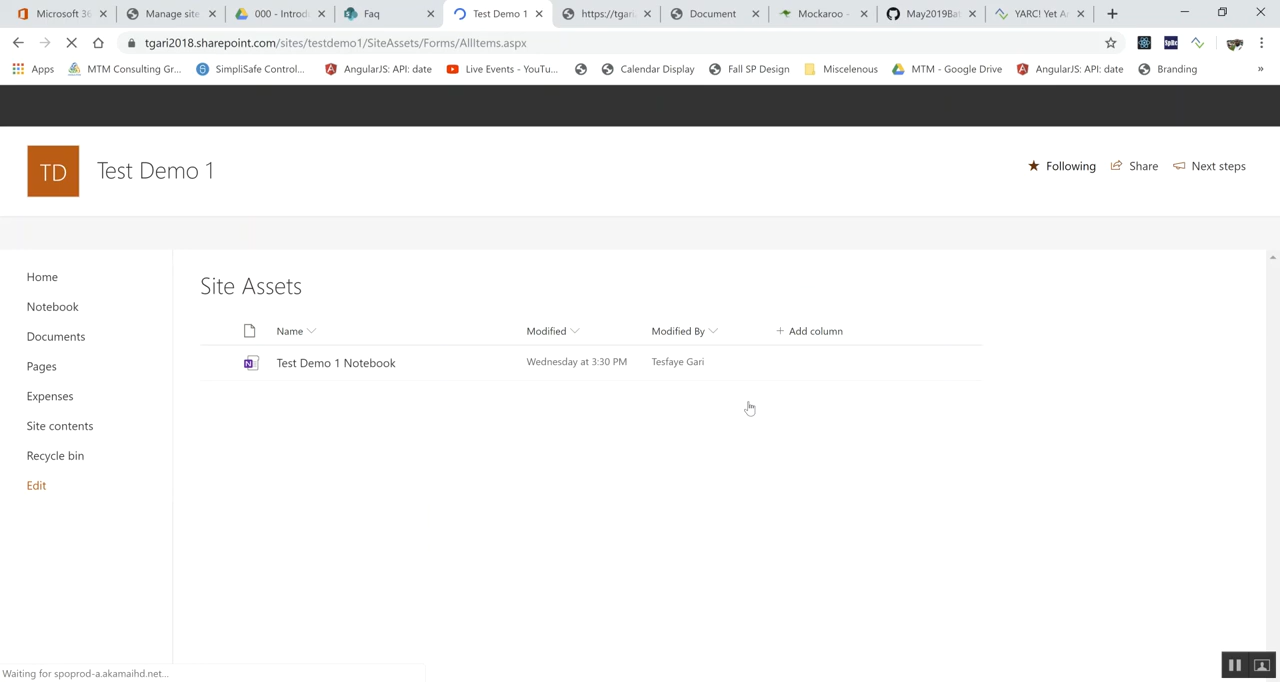 Microsoft 36
Manage site
000 - Introd
Faq
Test Demo 1
https://tgari
Document
Mockaroo -
May2019Bat
YARC! Yet Ar
tgari2018.sharepoint.com/sites/testdemo1/SiteAssets/Forms/AllItems.aspx
Apps
MTM Consulting Gr...
SimpliSafe Control...
AngularJS: API: date
Live Events - YouTu...
Calendar Display
Fall SP Design
Miscelenous
MTM - Google Drive
AngularJS: API: date
Branding
»
TD
Test Demo 1
Following
Share
Next steps
Home
Notebook
Documents
Pages
Expenses
Site contents
Recycle bin
Edit
Site Assets
Name
Modified
Modified By
+ Add column
Test Demo 1 Notebook
Wednesday at 3:30 PM
Tesfaye Gari
Waiting for spoprod-a.akamaihd.net...